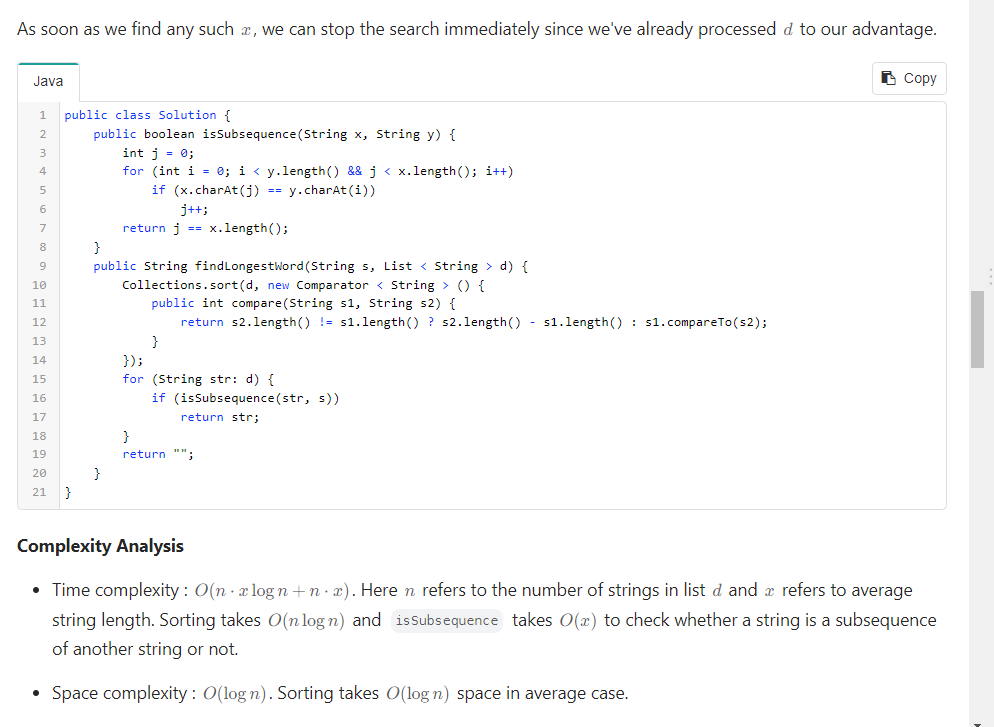 As soon as we find any such x, we can stop the search immediately since we've already processed d to our advantage.
Java
Copy
1 public class Solution {
2     public boolean isSubsequence(String x, String y) {
3         int j = 0;
4         for (int i = 0; i < y.length() && j < x.length(); i++)
5             if (x.charAt(j) == y.charAt(i))
6                 j++;
7         return j == x.length();
8     }
9     public String findLongestWord(String s, List < String > d) {
10         Collections.sort(d, new Comparator < String > () {
11             public int compare(String s1, String s2) {
12                 return s2.length() != s1.length() ? s2.length() - s1.length() : s1.compareTo(s2);
13             }
14         });
15         for (String str: d) {
16             if (isSubsequence(str, s))
17                 return str;
18         }
19         return "";
20     }
21 }
Complexity Analysis
• Time complexity : O(n · x log n + n · x). Here n refers to the number of strings in list d and x refers to average
string length. Sorting takes O(n log n) and isSubsequence takes O(x) to check whether a string is a subsequence
of another string or not.
• Space complexity : O(log n). Sorting takes O(log n) space in average case.